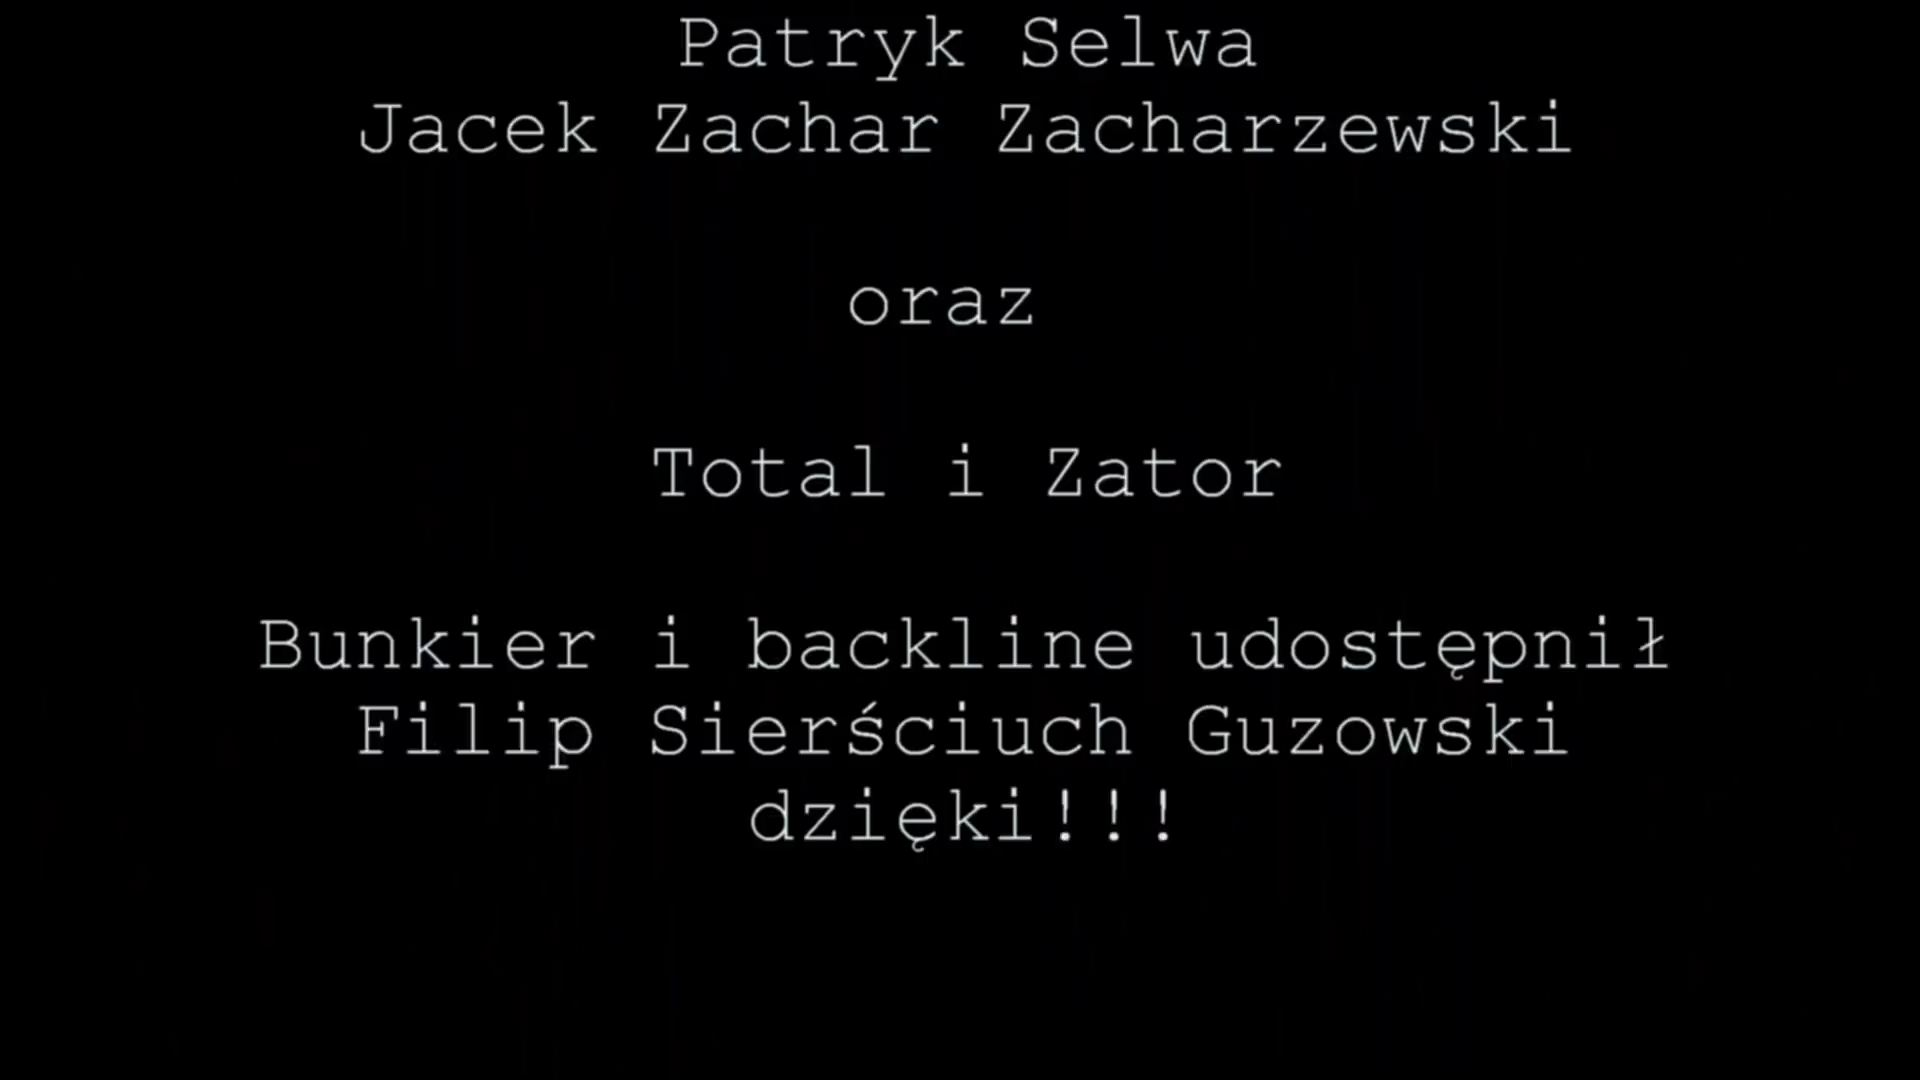 Patryk Selwa
Jacek Zachar Zacharzewski
oraz
Total i Zator
Bunkier i backline udostępnił
Filip Sierściuch Guzowski
dzięki!!!